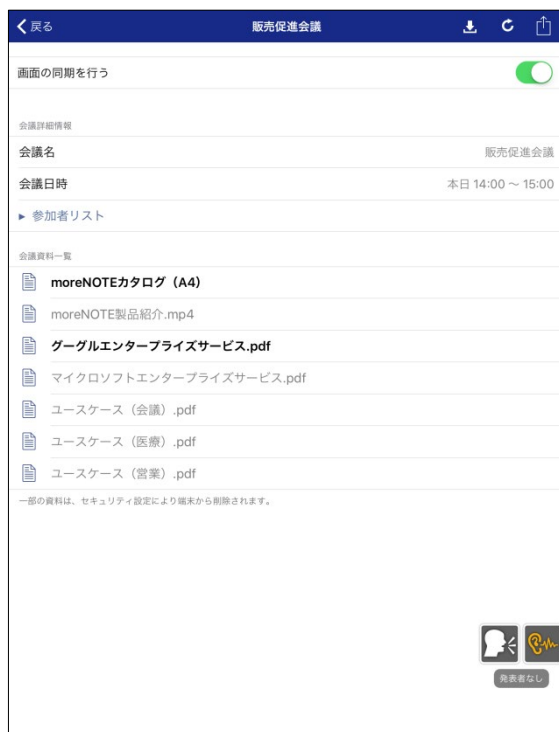 戻る
販売促進会議
画面の同期を行う
会議詳細情報
会議名 販売促進会議
会議日時 本日 14:00 ~ 15:00
▶ 参加者リスト
会議資料一覧
moreNOTEカタログ（A4）
moreNOTE製品紹介.mp4
グーグルエンタープライズサービス.pdf
マイクロソフトエンタープライズサービス.pdf
ユースケース（会議）.pdf
ユースケース（医療）.pdf
ユースケース（営業）.pdf
一部の資料は、セキュリティ設定により端末から削除されます。
発表者なし